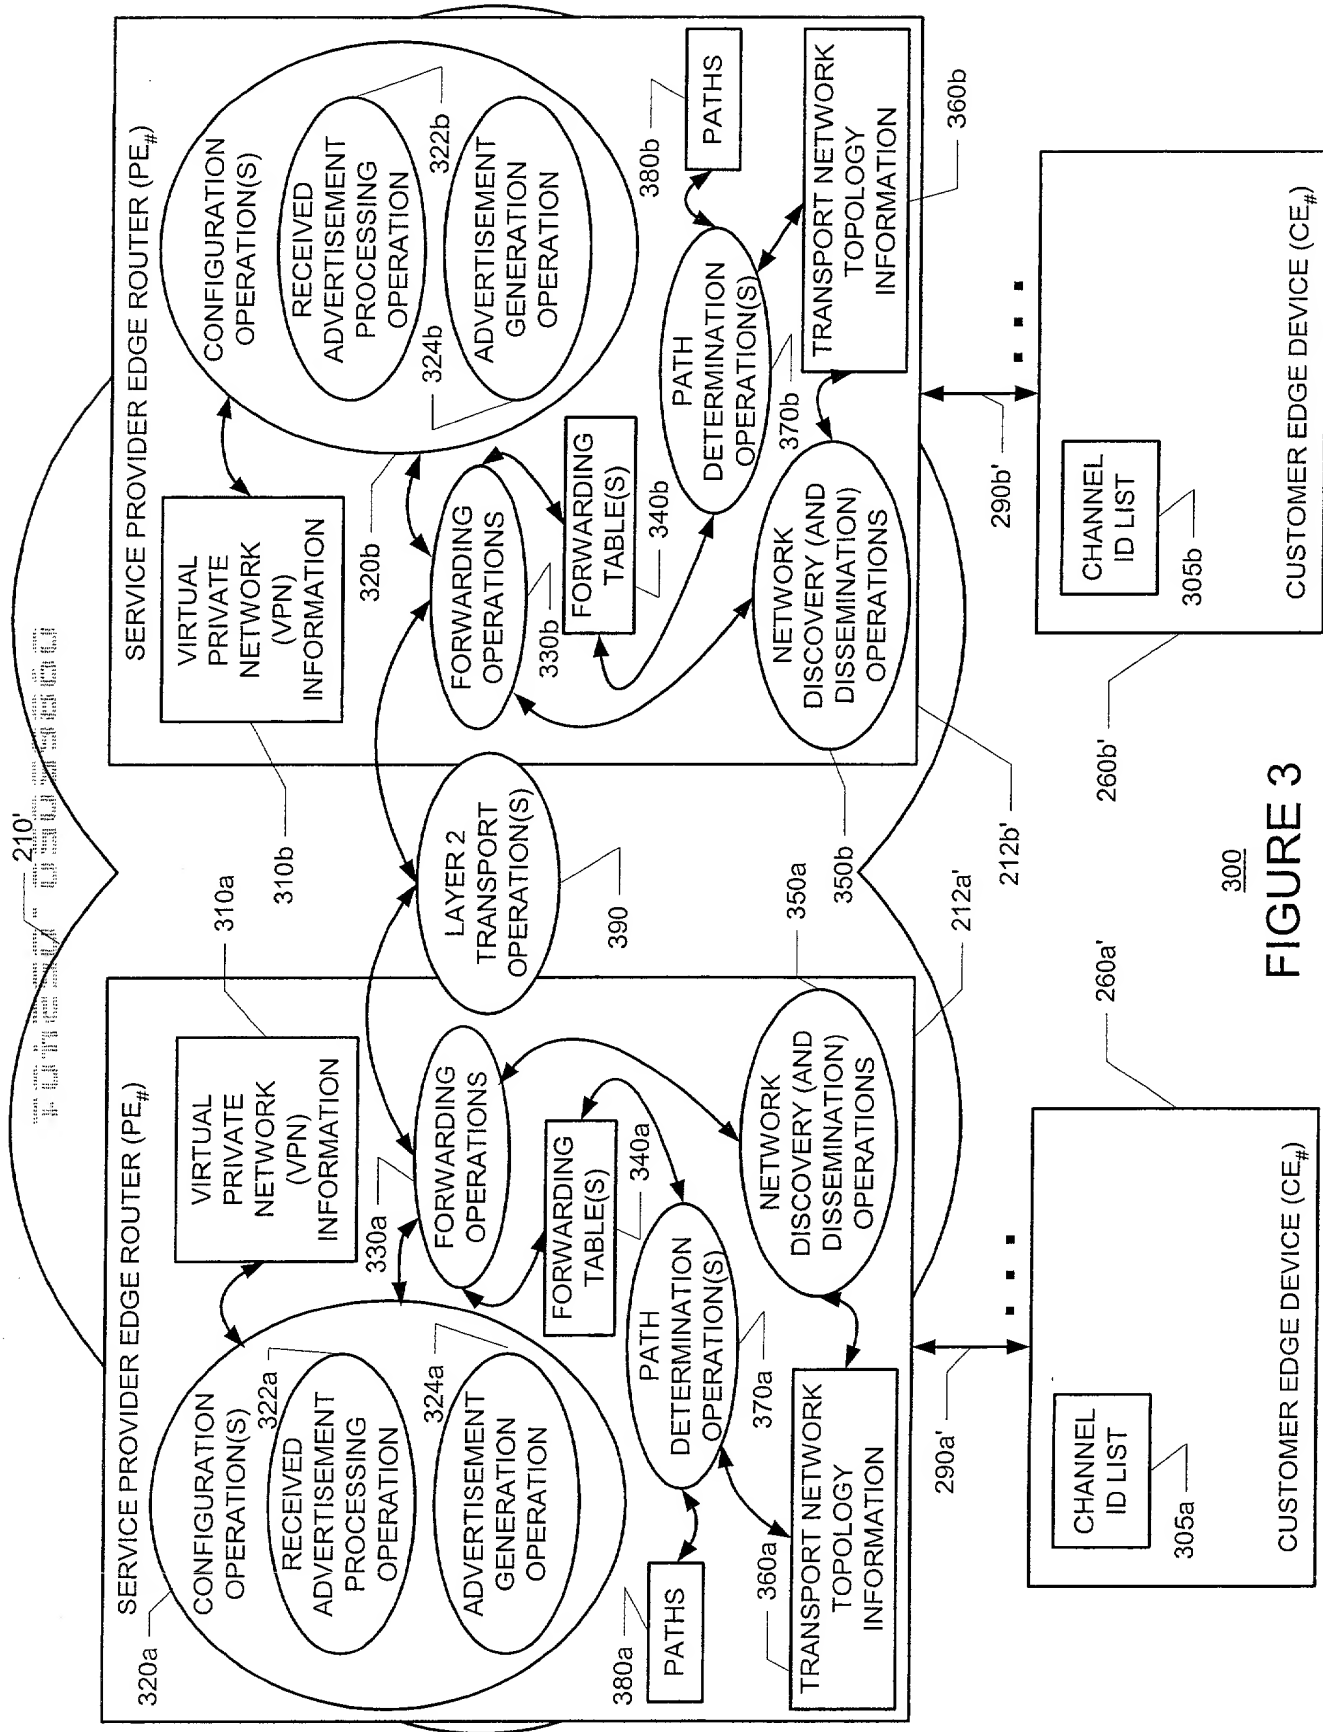 210'
SERVICE PROVIDER EDGE ROUTER (PE#)
320a
CONFIGURATION
OPERATION(S)
322a
RECEIVED
ADVERTISEMENT
PROCESSING
OPERATION
324a
ADVERTISEMENT
GENERATION
OPERATION
VIRTUAL
PRIVATE
NETWORK
(VPN)
INFORMATION
310a
330a
FORWARDING
OPERATIONS
FORWARDING
TABLE(S)
340a
380a
PATHS
PATH
DETERMINATION
OPERATION(S)
370a
360a
TRANSPORT NETWORK
TOPOLOGY
INFORMATION
NETWORK
DISCOVERY (AND
DISSEMINATION)
OPERATIONS
350a
212a'
LAYER 2
TRANSPORT
OPERATION(S)
390
SERVICE PROVIDER EDGE ROUTER (PE#)
VIRTUAL
PRIVATE
NETWORK
(VPN)
INFORMATION
310b
320b
CONFIGURATION
OPERATION(S)
RECEIVED
ADVERTISEMENT
PROCESSING
OPERATION
322b
324b
ADVERTISEMENT
GENERATION
OPERATION
FORWARDING
OPERATIONS
330b
FORWARDING
TABLE(S)
340b
380b
PATHS
PATH
DETERMINATION
OPERATION(S)
370b
TRANSPORT NETWORK
TOPOLOGY
INFORMATION
360b
NETWORK
DISCOVERY (AND
DISSEMINATION)
OPERATIONS
350b
212b'
290a'
CHANNEL
ID LIST
305a
CUSTOMER EDGE DEVICE (CE#)
260a'
290b'
CHANNEL
ID LIST
305b
CUSTOMER EDGE DEVICE (CE#)
260b'
300
FIGURE 3